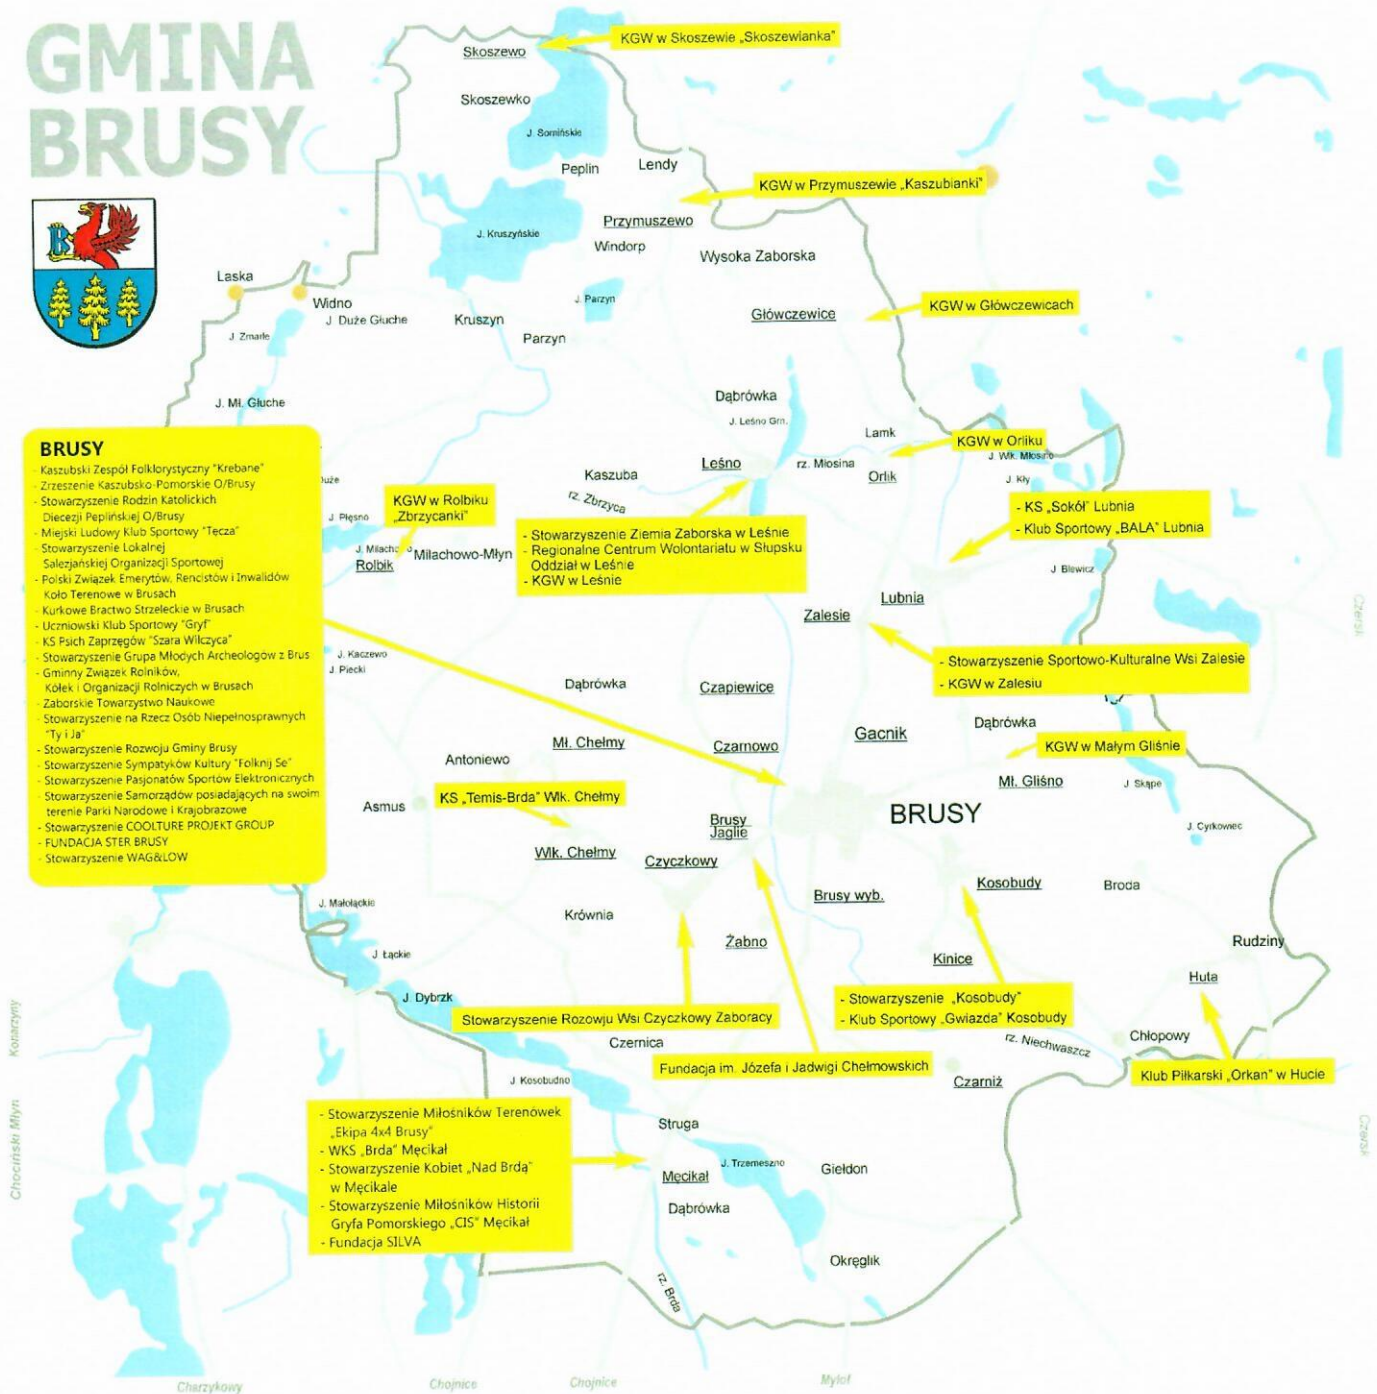 GMINA
BRUSY
KGW w Skoszewie „Skoszewianka"
Skoszewo
Skoszewko
J. Somińskie
Peplin
Lendy
KGW w Przymuszewie „Kaszubianki"
Przymuszewo
J. Kruszyńskie
Windorp
Wysoka Zaborska
Laska
Widno
J. Parzyn
KGW w Główczewicach
J. Duże Głuche
Kruszyn
Główczewice
J. Zmarłe
Parzyn
J. Mł. Głuche
Dąbrówka
J. Leśno Grn.
Lamk
KGW w Orliku
J. Wlk. Młosino
Leśno
rz. Młosina
Orlik
Kaszuba
J. Kły
rz. Zbrzyca
BRUSY
- Kaszubski Zespół Folklorystyczny "Krebane"
- Zrzeszenie Kaszubsko-Pomorskie O/Brusy
- Stowarzyszenie Rodzin Katolickich
Diecezji Peplińskiej O/Brusy
- Miejski Ludowy Klub Sportowy "Tęcza"
- Stowarzyszenie Lokalnej
Salezjańskiej Organizacji Sportowej
- Polski Związek Emerytów, Rencistów i Inwalidów
Koło Terenowe w Brusach
- Kurkowe Bractwo Strzeleckie w Brusach
- Uczniowski Klub Sportowy "Gryf"
- KS Psich Zaprzęgów "Szara Wilczyca"
- Stowarzyszenie Grupa Młodych Archeologów z Brus
- Gminny Związek Rolników,
Kółek i Organizacji Rolniczych w Brusach
- Zaborskie Towarzystwo Naukowe
- Stowarzyszenie na Rzecz Osób Niepełnosprawnych
"Ty i Ja"
- Stowarzyszenie Rozwoju Gminy Brusy
- Stowarzyszenie Sympatyków Kultury "Folknij Se"
- Stowarzyszenie Pasjonatów Sportów Elektronicznych
- Stowarzyszenie Samorządów posiadających na swoim
terenie Parki Narodowe i Krajobrazowe
- Stowarzyszenie COOLTURE PROJEKT GROUP
- FUNDACJA STER BRUSY
- Stowarzyszenie WAG&LOW
KGW w Rolbiku
„Zbrzycanki"
J. Płęsno
Milachowo-Młyn
Rolbik
- Stowarzyszenie Ziemia Zaborska w Leśnie
- Regionalne Centrum Wolontariatu w Słupsku
Oddział w Leśnie
- KGW w Leśnie
- KS „Sokół" Lubnia
- Klub Sportowy „BALA" Lubnia
J. Blewicz
Lubnia
Zalesie
Czersk
- Stowarzyszenie Sportowo-Kulturalne Wsi Zalesie
- KGW w Zalesiu
J. Kaczewo
J. Piecki
Dąbrówka
Czapiewice
Dąbrówka
Gacnik
Mł. Chełmy
Czarnowo
KGW w Małym Gliśnie
Antoniewo
Mł. Gliśno
J. Skąpe
KS „Temis-Brda" Wlk. Chełmy
Asmus
BRUSY
Brusy
Jaglie
J. Cyrkowiec
Wlk. Chełmy
Czyczkowy
Kosobudy
Broda
Brusy wyb.
J. Małołąckie
Krównia
Żabno
Rudziny
J. Łąckie
Kinice
Huta
J. Dybrzk
- Stowarzyszenie „Kosobudy"
- Klub Sportowy „Gwiazda" Kosobudy
Stowarzyszenie Rozowju Wsi Czyczkowy Zaboracy
Konarzyny
Czernica
rz. Niechwaszcz
Chłopowy
Fundacja im. Józefa i Jadwigi Chełmowskich
Klub Piłkarski „Orkan" w Hucie
J. Kosobudno
Czarniż
- Stowarzyszenie Miłośników Terenówek
„Ekipa 4x4 Brusy"
- WKS „Brda" Męcikał
- Stowarzyszenie Kobiet „Nad Brdą"
w Męcikale
- Stowarzyszenie Miłośników Historii
Gryfa Pomorskiego „CIS" Męcikał
- Fundacja SILVA
Struga
Chociński Młyn
Czersk
J. Trzemeszno
Giełdon
Męcikał
Dąbrówka
Okręglik
rz. Brda
Charzykowy
Chojnice
Chojnice
Mylof